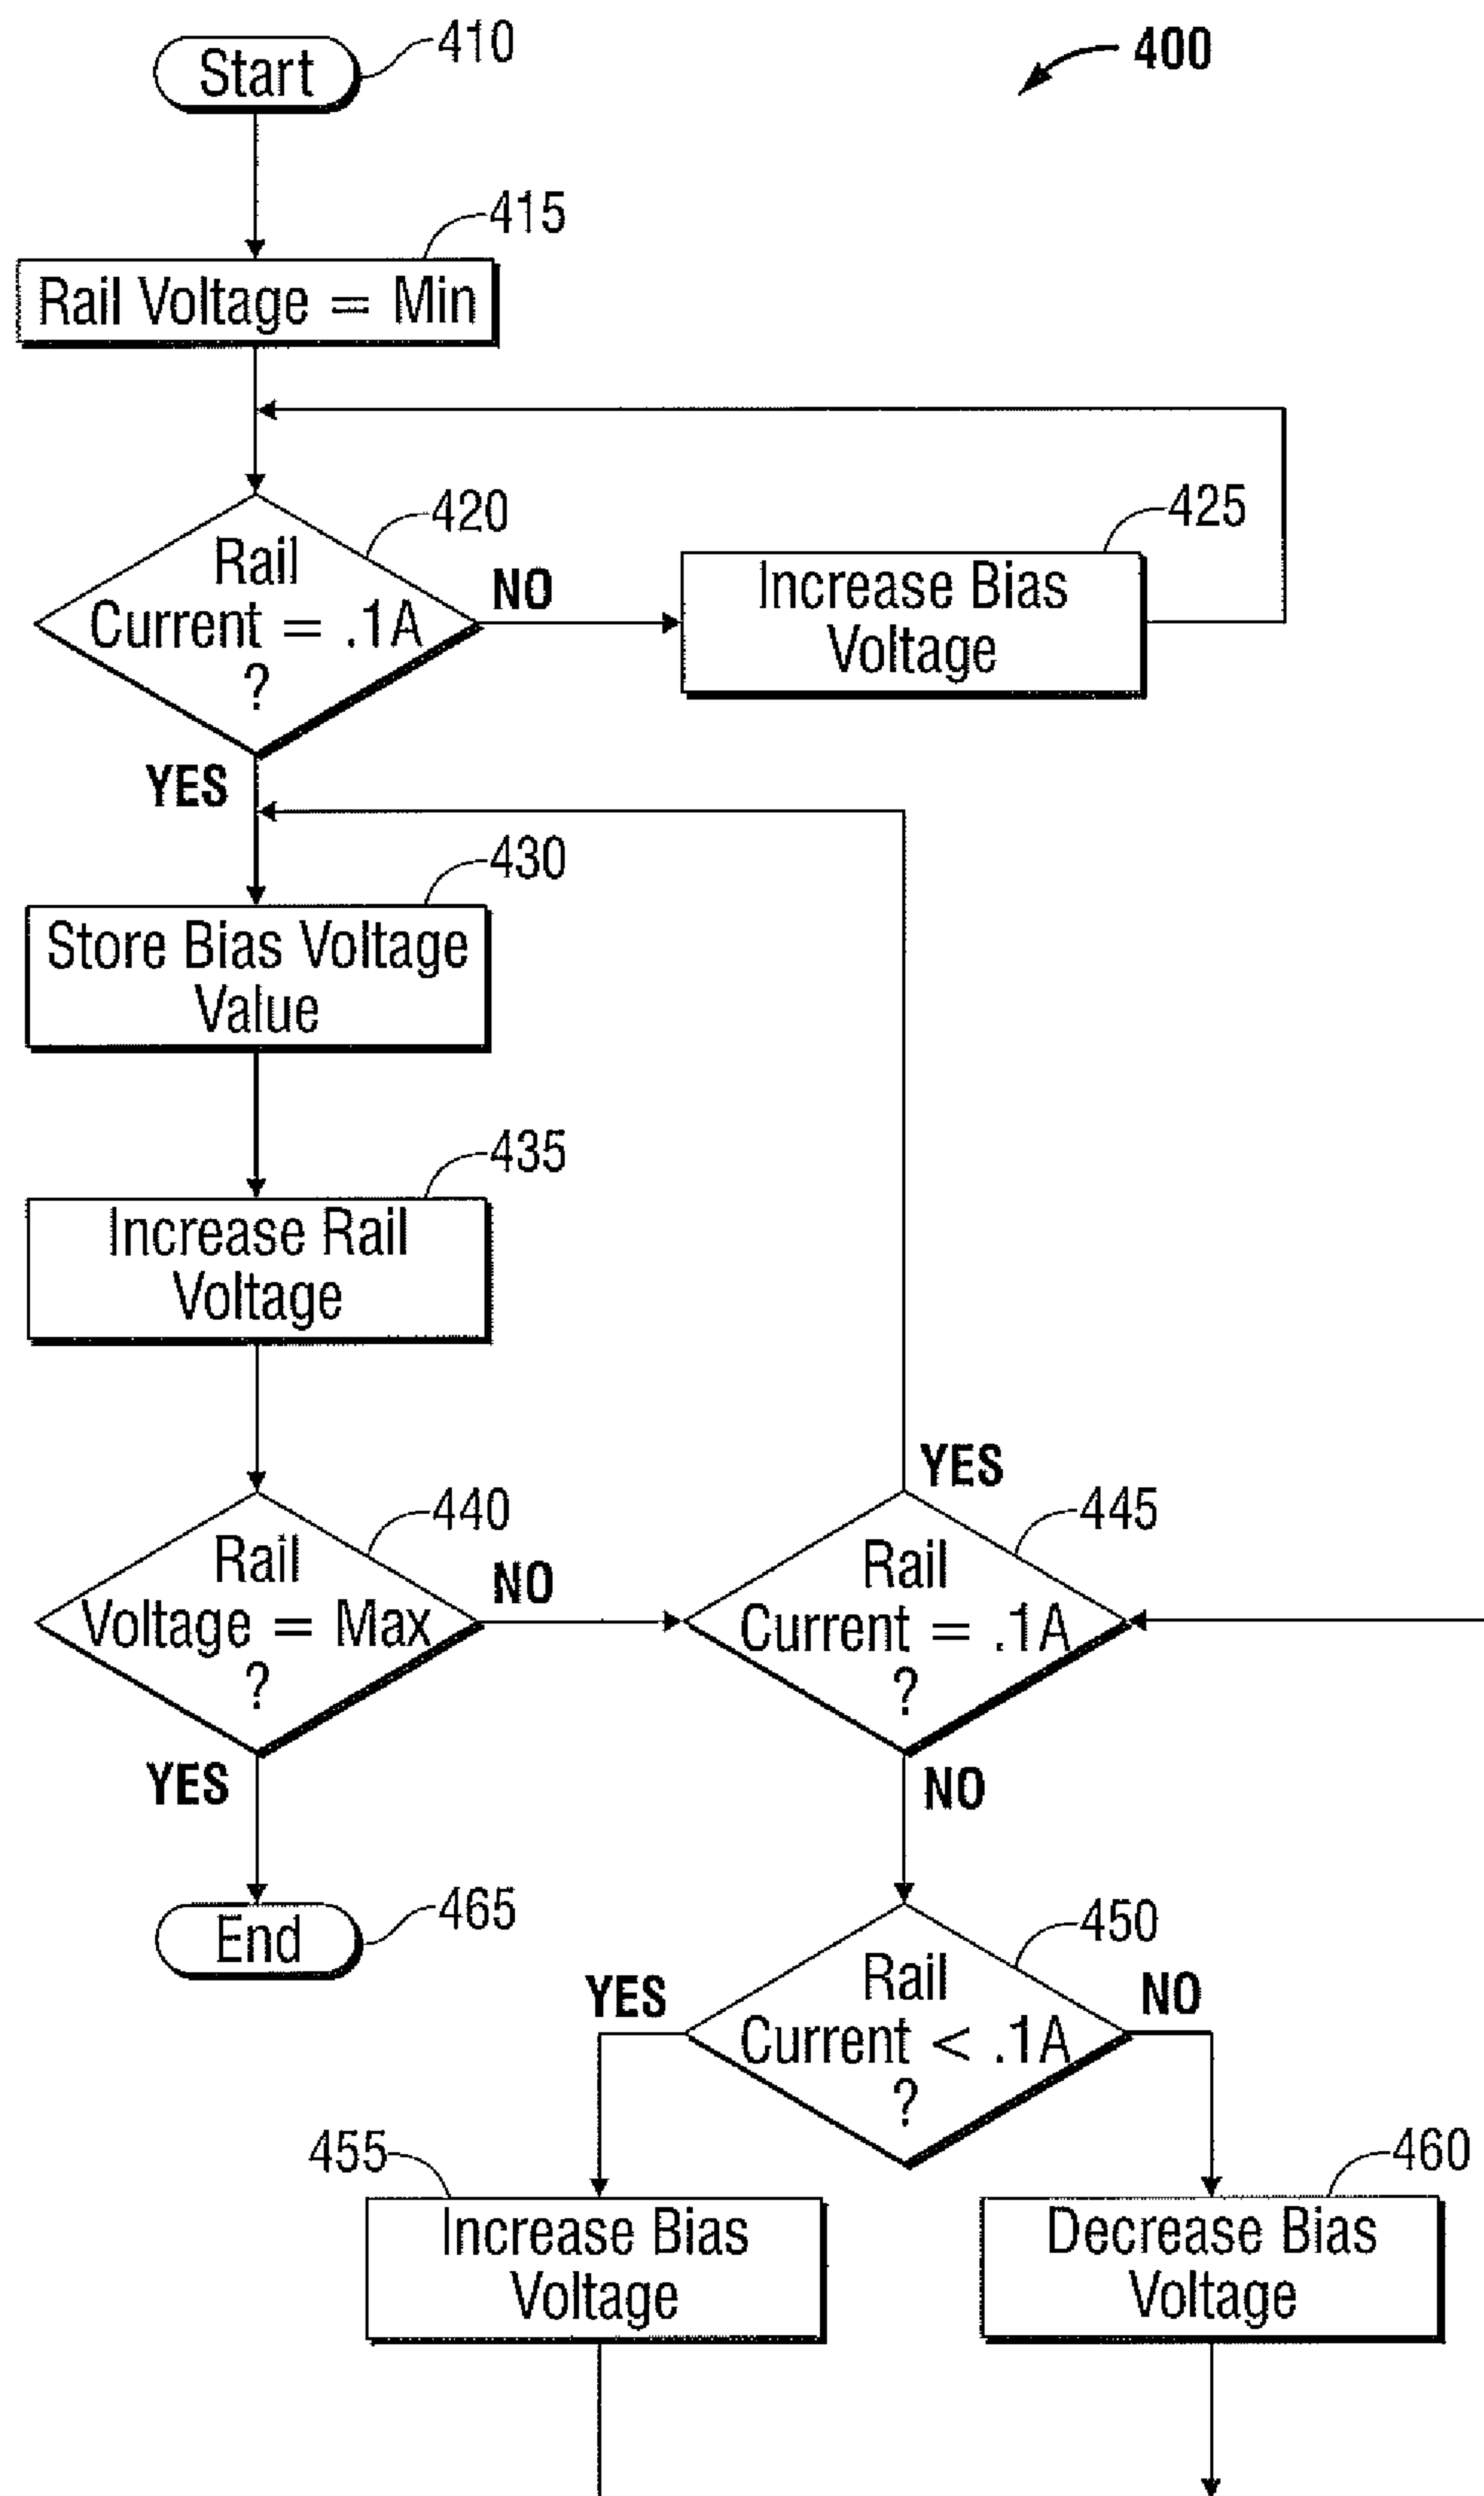 400
Start
410
415
Rail Voltage = Min
420
Rail
Current = .1A
?
NO
YES
425
Increase Bias
Voltage
430
Store Bias Voltage
Value
435
Increase Rail
Voltage
440
Rail
Voltage = Max
?
NO
YES
445
YES
Rail
Current = .1A
?
NO
End
465
450
Rail
Current < .1A
?
YES
NO
455
Increase Bias
Voltage
460
Decrease Bias
Voltage